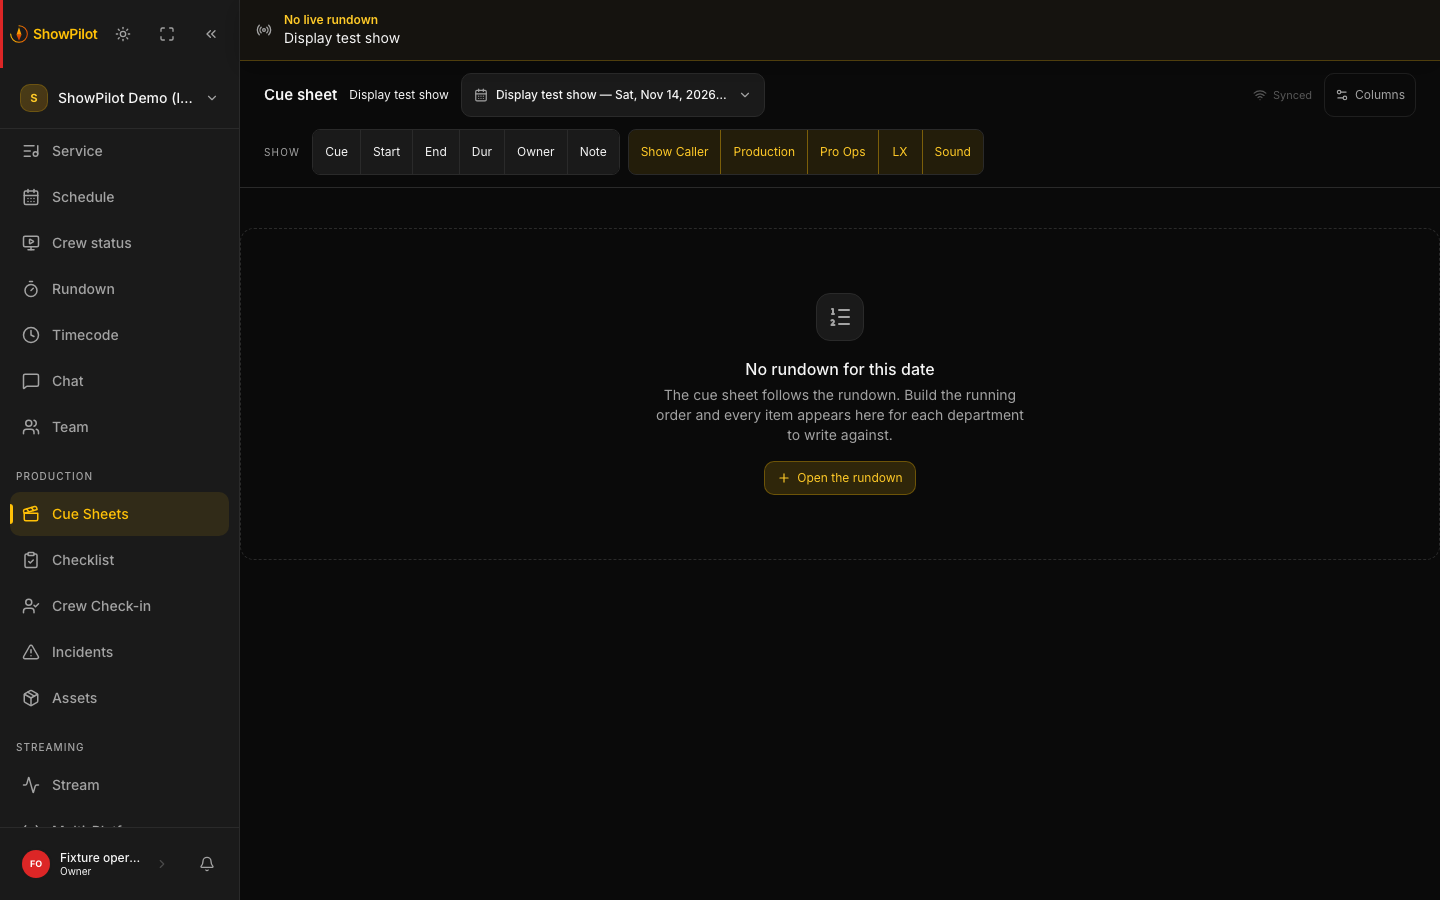 ShowPilot
S
ShowPilot Demo (I...
Service
Schedule
Crew status
Rundown
Timecode
Chat
Team
PRODUCTION
Cue Sheets
Checklist
Crew Check-in
Incidents
Assets
STREAMING
Stream
FO
Fixture oper...
Owner
No live rundown
Display test show
Cue sheet
Display test show
Display test show — Sat, Nov 14, 2026...
Synced
Columns
SHOW
Cue
Start
End
Dur
Owner
Note
Show Caller
Production
Pro Ops
LX
Sound
No rundown for this date
The cue sheet follows the rundown. Build the running
order and every item appears here for each department
to write against.
Open the rundown